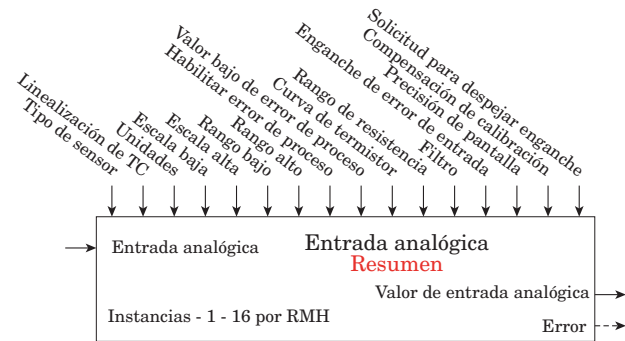 Tipo de sensor
Linealización de TC
Unidades
Escala baja
Escala alta
Rango bajo
Rango alto
Habilitar error de proceso
Valor bajo de error de proceso
Curva de termistor
Rango de resistencia
Filtro
Enganche de error de entrada
Precisión de pantalla
Compensación de calibración
Solicitud para despejar enganche
Entrada analógica
Entrada analógica
Resumen
Valor de entrada analógica
Instancias - 1 - 16 por RMH
Error